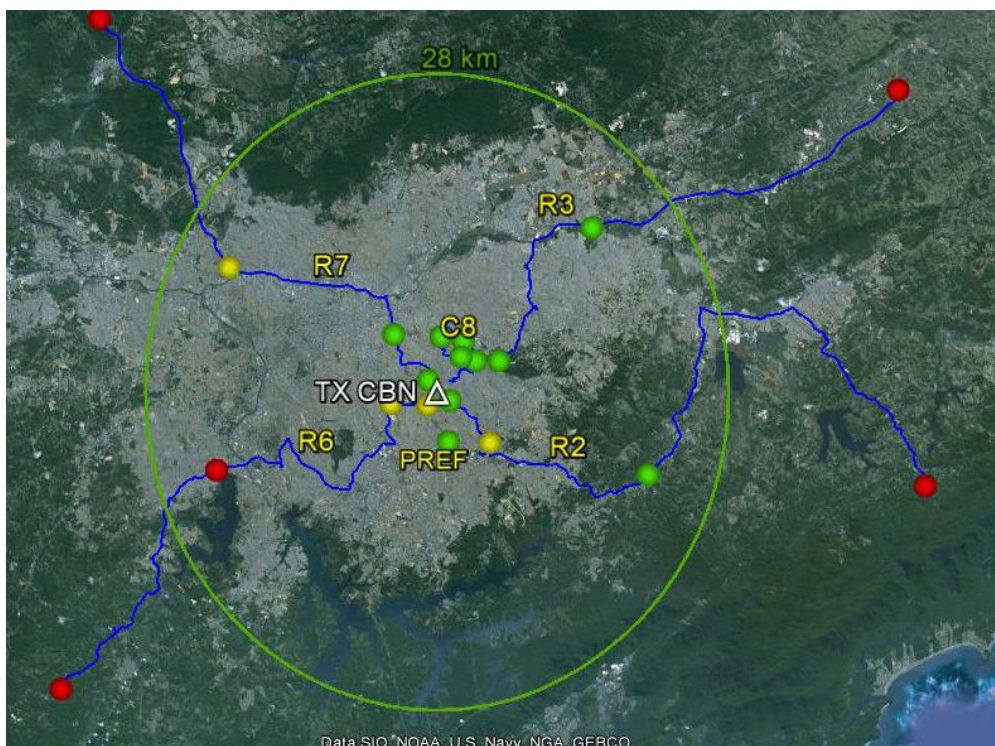 28 km
R3
R7
C8
TX CBN
R6
PREF
R2
Data SIO, NOAA, U.S. Navy, NGA, GEBCO